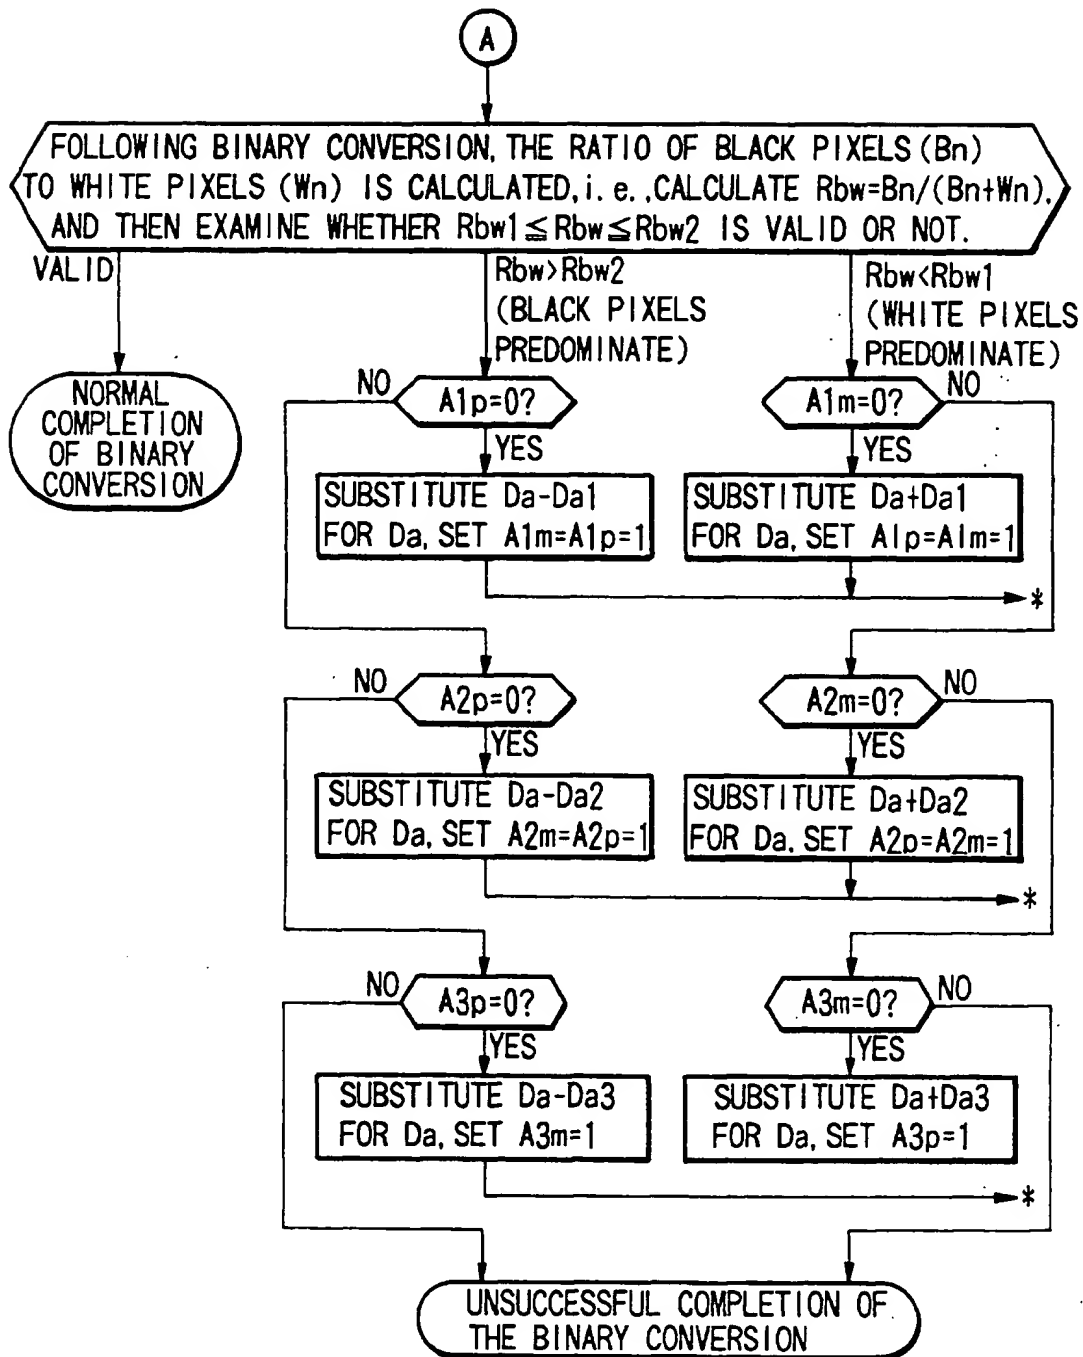 A
FOLLOWING BINARY CONVERSION, THE RATIO OF BLACK PIXELS (Bn)
TO WHITE PIXELS (Wn) IS CALCULATED, i.e., CALCULATE Rbw=Bn/(Bn+Wn),
AND THEN EXAMINE WHETHER Rbw1≦Rbw≦Rbw2 IS VALID OR NOT.
VALID
Rbw>Rbw2
(BLACK PIXELS
PREDOMINATE)
Rbw<Rbw1
(WHITE PIXELS
PREDOMINATE)
NORMAL
COMPLETION
OF BINARY
CONVERSION
NO
A1p=0?
YES
A1m=0?
NO
YES
SUBSTITUTE Da-Da1
FOR Da, SET A1m=A1p=1
SUBSTITUTE Da+Da1
FOR Da, SET A1p=A1m=1
*
NO
A2p=0?
YES
A2m=0?
NO
YES
SUBSTITUTE Da-Da2
FOR Da, SET A2m=A2p=1
SUBSTITUTE Da+Da2
FOR Da, SET A2p=A2m=1
*
NO
A3p=0?
YES
A3m=0?
NO
YES
SUBSTITUTE Da-Da3
FOR Da, SET A3m=1
SUBSTITUTE Da+Da3
FOR Da, SET A3p=1
*
UNSUCCESSFUL COMPLETION OF
THE BINARY CONVERSION